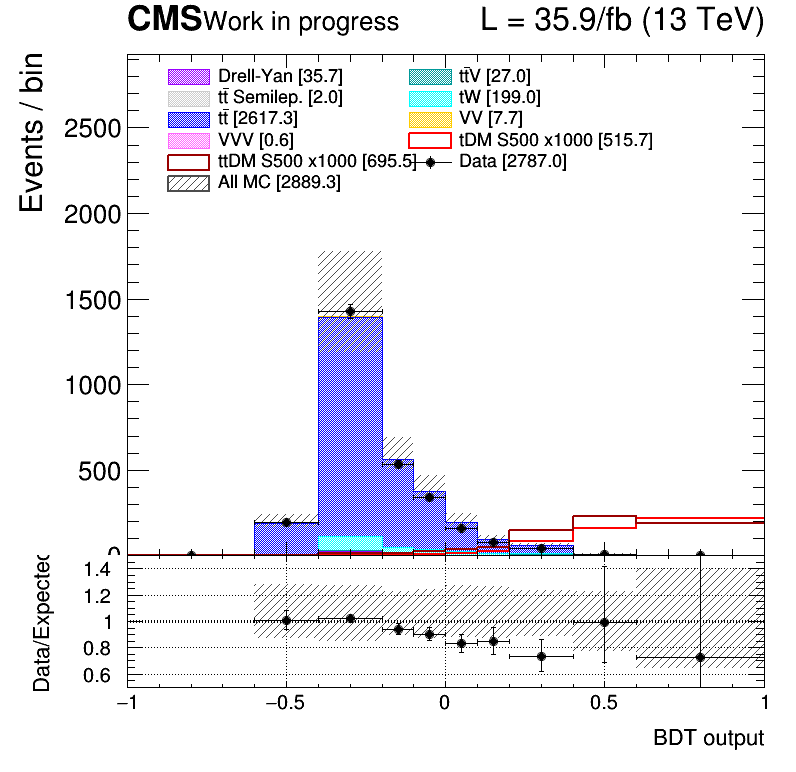 CMS Work in progress L = 35.9/fb (13 TeV)
Events / bin
Drell-Yan [35.7] tt̄V [27.0]
tt̄ Semilep. [2.0] tW [199.0]
tt̄ [2617.3] VV [7.7]
VVV [0.6] tDM S500 x1000 [515.7]
ttDM S500 x1000 [695.5] Data [2787.0]
All MC [2889.3]
2500
2000
1500
1000
500
0
Data/Expected
1.4
1.2
1
0.8
0.6
−1 −0.5 0 0.5 1
BDT output